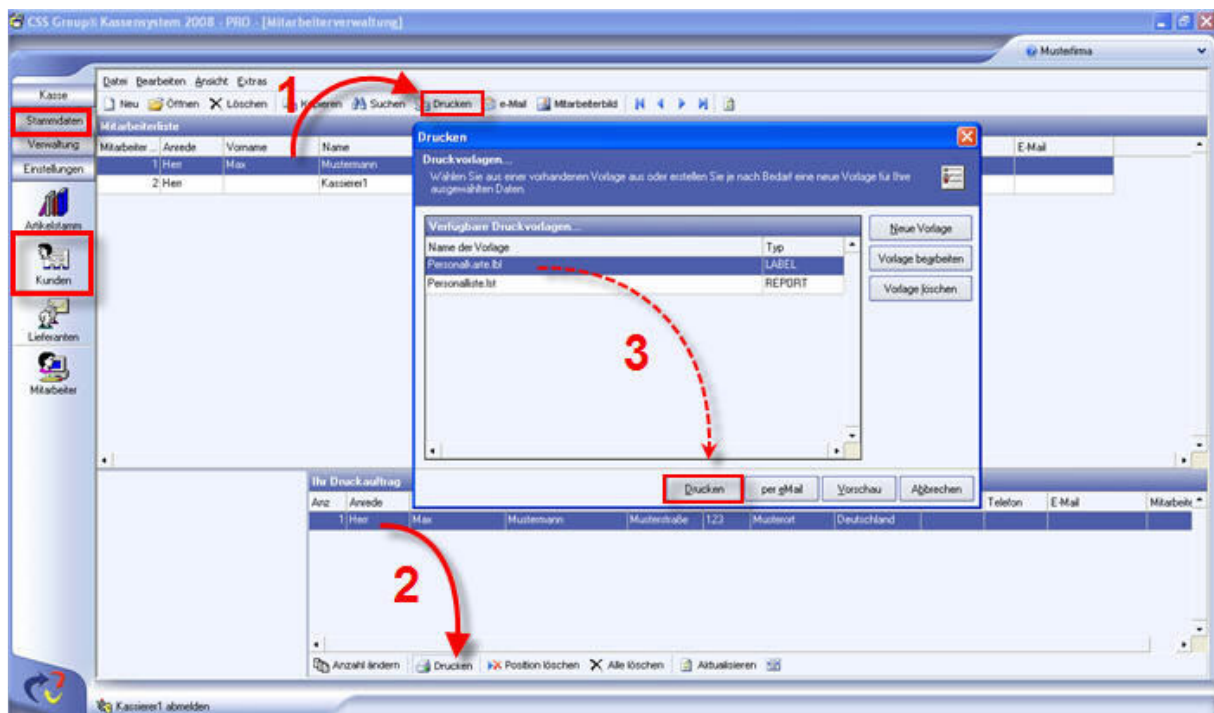 CSS Group® Kassensystem 2008 - PRO - [Mitarbeiterverwaltung]
Musterfirma
Datei Bearbeiten Ansicht Extras
1
Neu Öffnen Löschen Kopieren Suchen Drucken e-Mail Mitarbeiterbild
Kasse
Stammdaten
Verwaltung
Einstellungen
Artikelstamm
Kunden
Lieferanten
Mitarbeiter
Mitarbeiterliste
Mitarbeiter ... Anrede Vorname Name E-Mail
1 Herr Max Mustermann
2 Herr Kassierer1
Drucken
Druckvorlagen...
Wählen Sie aus einer vorhandenen Vorlage aus oder erstellen Sie je nach Bedarf eine neue Vorlage für Ihre
ausgewählten Daten.
Verfügbare Druckvorlagen...
Name der Vorlage Typ
Personalkarte.lbl LABEL
Personalliste.lst REPORT
Neue Vorlage
Vorlage bearbeiten
Vorlage löschen
3
Drucken per eMail Vorschau Abbrechen
Ihr Druckauftrag
Anz Anrede Telefon E-Mail Mitarbeite
1 Herr Max Mustermann Musterstraße 123 Musterort Deutschland
2
Anzahl ändern Drucken Position löschen Alle löschen Aktualisieren
Kassierer1 abmelden